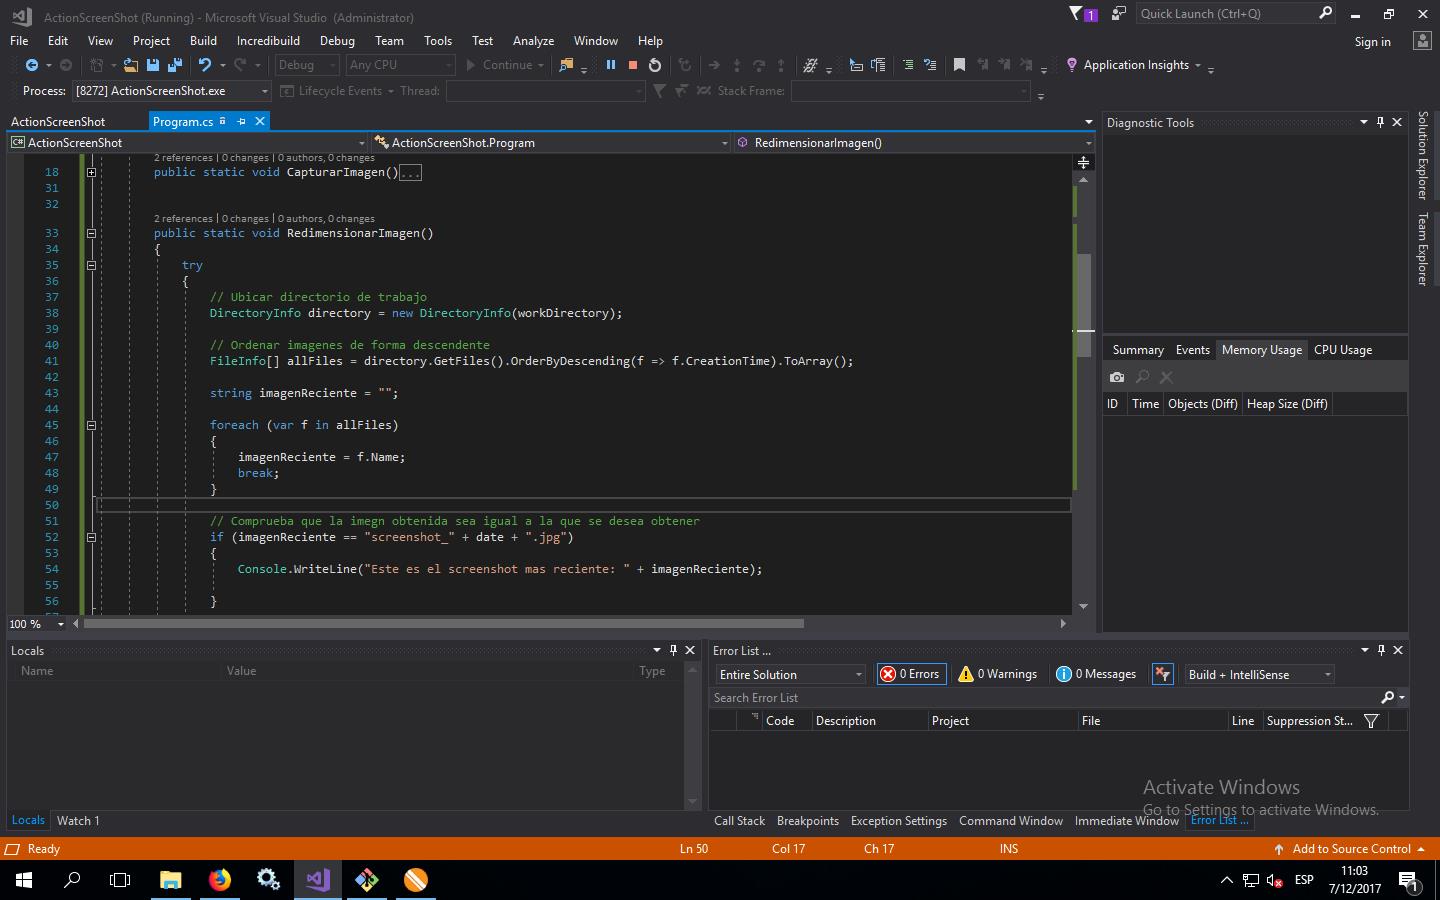 ActionScreenShot (Running) - Microsoft Visual Studio (Administrator)
1
Quick Launch (Ctrl+Q)
File Edit View Project Build Incredibuild Debug Team Tools Test Analyze Window Help
Sign in
Debug Any CPU Continue Application Insights
Process: [8272] ActionScreenShot.exe Lifecycle Events Thread: Stack Frame:
ActionScreenShot Program.cs
C# ActionScreenShot ActionScreenShot.Program RedimensionarImagen()
2 references | 0 changes | 0 authors, 0 changes
18 public static void CapturarImagen()...
31
32
2 references | 0 changes | 0 authors, 0 changes
33 public static void RedimensionarImagen()
34 {
35 try
36 {
37 // Ubicar directorio de trabajo
38 DirectoryInfo directory = new DirectoryInfo(workDirectory);
39
40 // Ordenar imagenes de forma descendente
41 FileInfo[] allFiles = directory.GetFiles().OrderByDescending(f => f.CreationTime).ToArray();
42
43 string imagenReciente = "";
44
45 foreach (var f in allFiles)
46 {
47 imagenReciente = f.Name;
48 break;
49 }
50
51 // Comprueba que la imegn obtenida sea igual a la que se desea obtener
52 if (imagenReciente == "screenshot_" + date + ".jpg")
53 {
54 Console.WriteLine("Este es el screenshot mas reciente: " + imagenReciente);
55
56 }
100 %
Diagnostic Tools
Summary Events Memory Usage CPU Usage
ID Time Objects (Diff) Heap Size (Diff)
Solution Explorer
Team Explorer
Locals
Name Value Type
Locals Watch 1
Error List ...
Entire Solution 0 Errors 0 Warnings 0 Messages Build + IntelliSense
Search Error List
Code Description Project File Line Suppression St...
Activate Windows
Go to Settings to activate Windows.
Call Stack Breakpoints Exception Settings Command Window Immediate Window Error List ...
Ready Ln 50 Col 17 Ch 17 INS Add to Source Control
ESP
11:03
7/12/2017
1